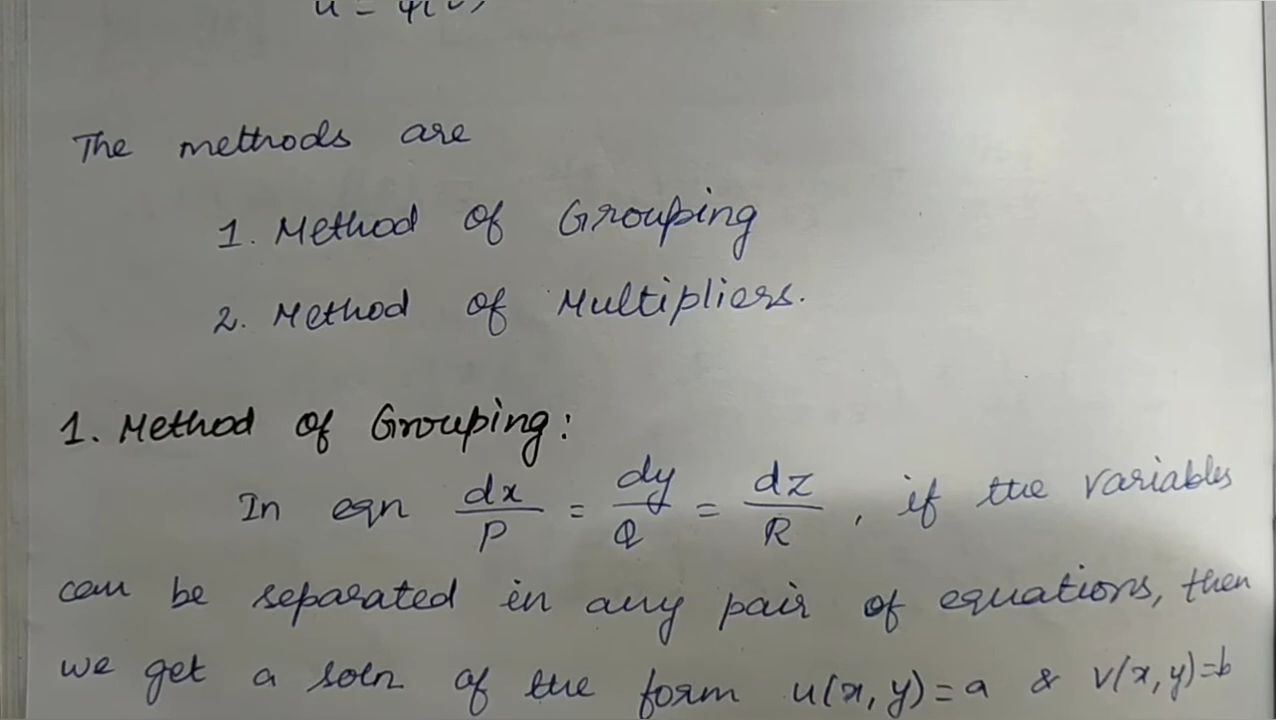 The methods are
1. Method of Grouping
2. Method of Multipliers.
1. Method of Grouping:
In eqn dx/P = dy/Q = dz/R, if the variables
can be separated in any pair of equations, then
we get a soln of the form u(x, y) = a & v(x, y) = b